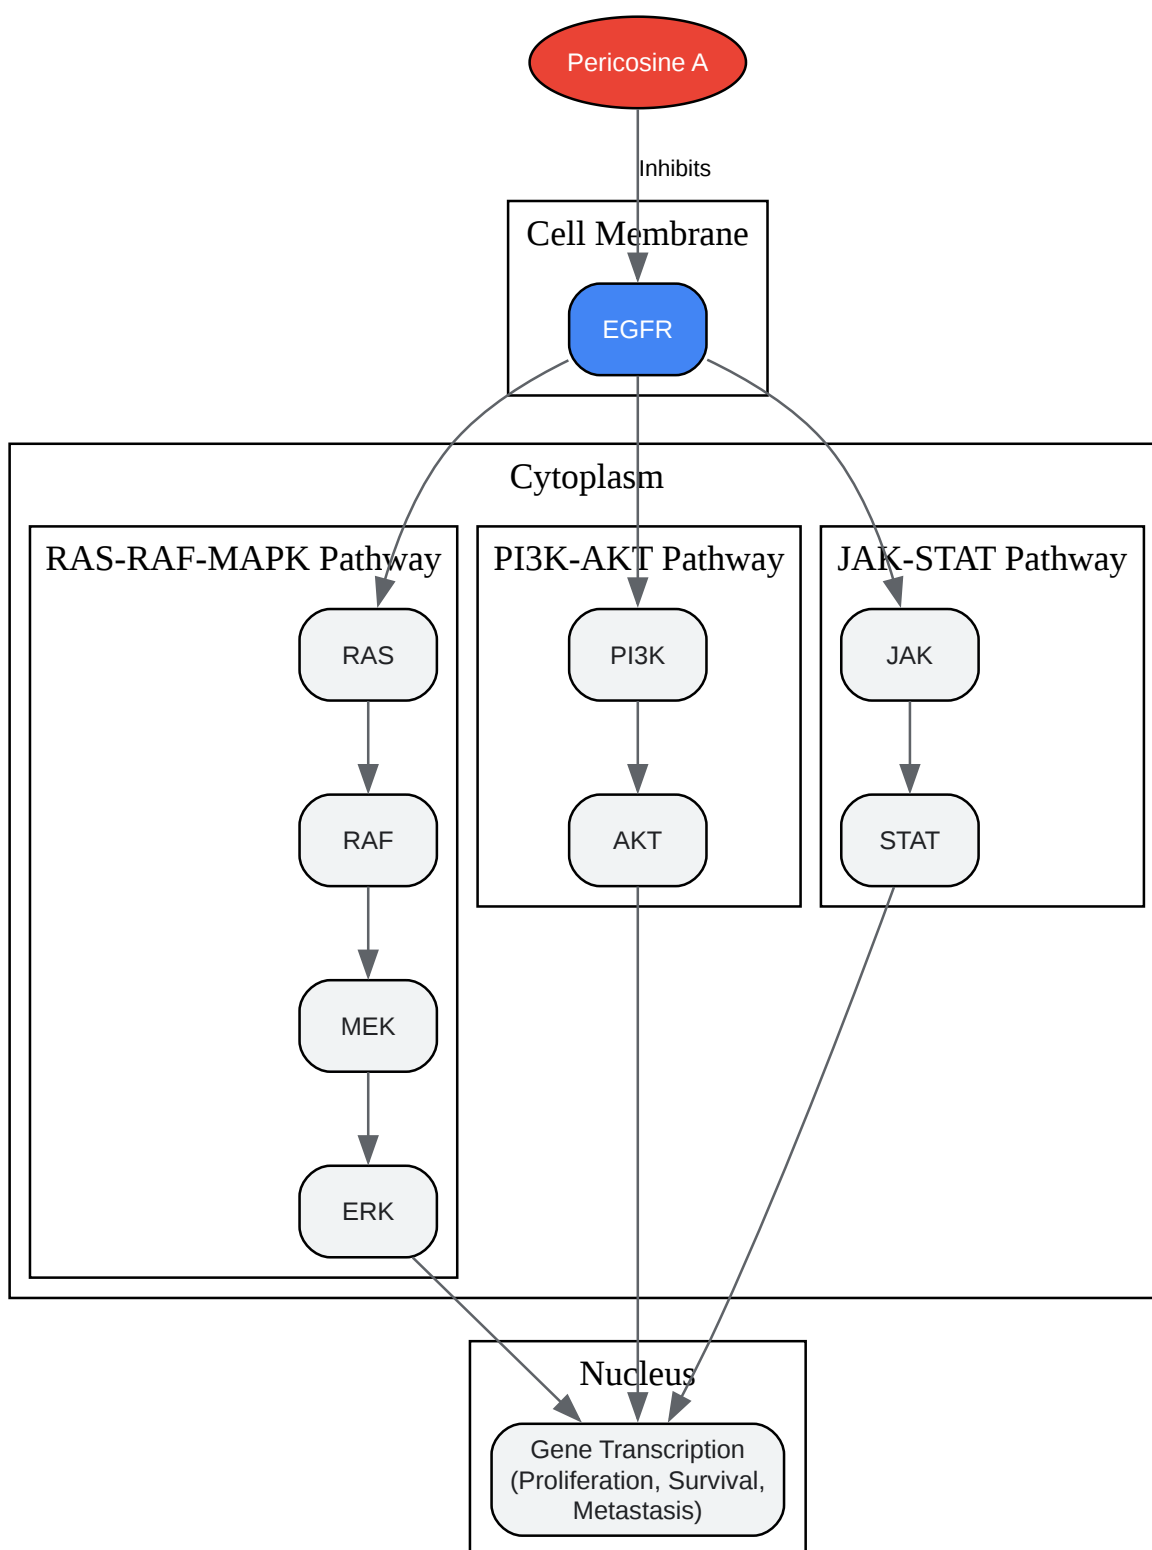 Pericosine A
Inhibits
Cell Membrane
EGFR
Cytoplasm
RAS-RAF-MAPK Pathway
PI3K-AKT Pathway
JAK-STAT Pathway
RAS
PI3K
JAK
RAF
AKT
STAT
MEK
ERK
Nucleus
Gene Transcription
(Proliferation, Survival,
Metastasis)